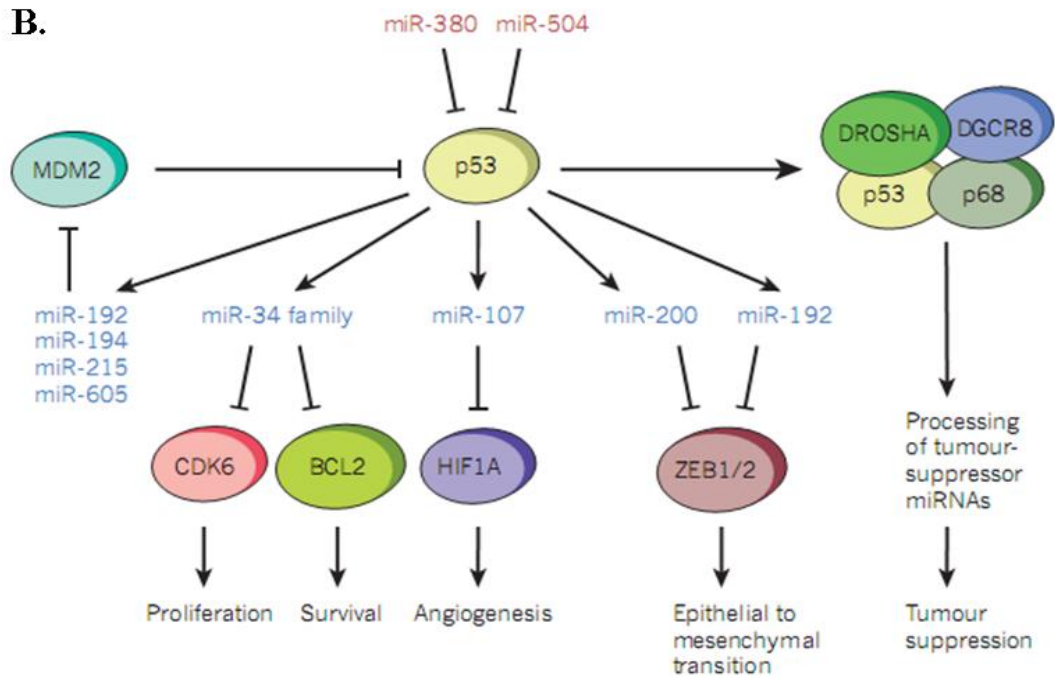 B.
miR-380 miR-504
MDM2
p53
DROSHA
DGCR8
p53
p68
miR-192
miR-194
miR-215
miR-605
miR-34 family
miR-107
miR-200
miR-192
CDK6
BCL2
HIF1A
ZEB1/2
Processing
of tumour-
suppressor
miRNAs
Proliferation
Survival
Angiogenesis
Epithelial to
mesenchymal
transition
Tumour
suppression